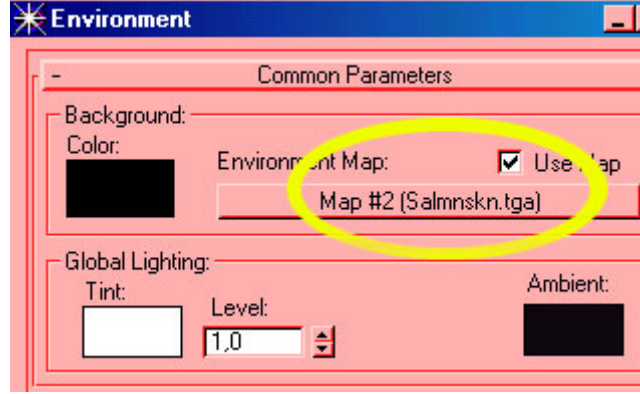 Environment
- Common Parameters
Background:
Color:
Environment Map: Use Map
Map #2 (Salmnskn.tga)
Global Lighting:
Tint:
Level:
Ambient:
1,0